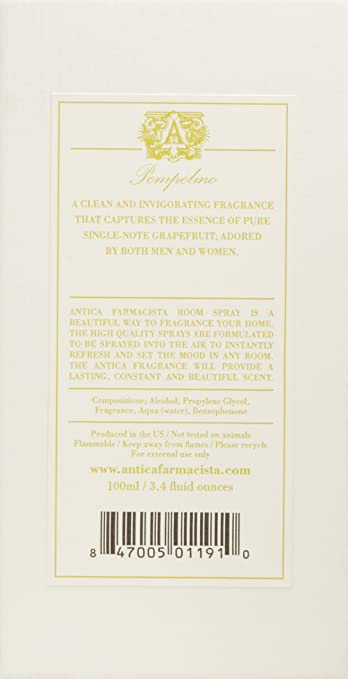 A
Pompelmo
A CLEAN AND INVIGORATING FRAGRANCE
THAT CAPTURES THE ESSENCE OF PURE
SINGLE-NOTE GRAPEFRUIT; ADORED
BY BOTH MEN AND WOMEN.
ANTICA FARMACISTA ROOM SPRAY IS A
BEAUTIFUL WAY TO FRAGRANCE YOUR HOME.
THE HIGH QUALITY SPRAYS ARE FORMULATED
TO BE SPRAYED INTO THE AIR TO INSTANTLY
REFRESH AND SET THE MOOD IN ANY ROOM.
THE ANTICA FRAGRANCE WILL PROVIDE A
LASTING, CONSTANT AND BEAUTIFUL SCENT.
Compositions; Alcohol, Propylene Glycol,
Fragrance, Aqua (water), Benzophenone
Produced in the US / Not tested on animals
Flammable / Keep away from flames / Please recycle
For external use only
www.anticafarmacista.com
100ml / 3.4 fluid ounces
8 47005 01191 0